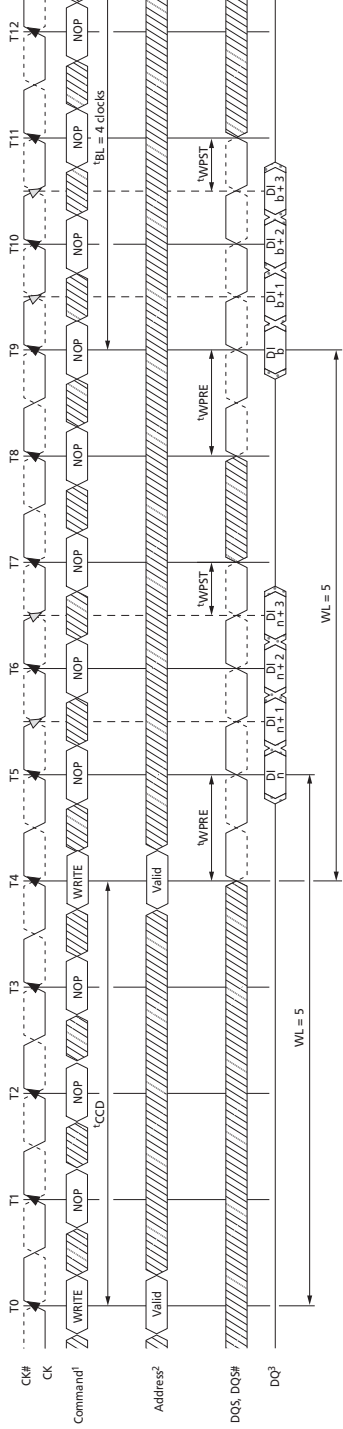 T0 T1 T2 T3 T4 T5 T6 T7 T8 T9 T10 T11 T12
CK#
CK
Command¹ WRITE NOP NOP NOP WRITE NOP NOP NOP NOP NOP NOP NOP NOP
tCCD tBL = 4 clocks
Address² Valid Valid
tWPRE tWPST tWPRE tWPST
DQS, DQS#
DQ³ DI n DI n + 1 DI n + 2 DI n + 3 DI b DI b + 1 DI b + 2 DI b + 3
WL = 5
WL = 5